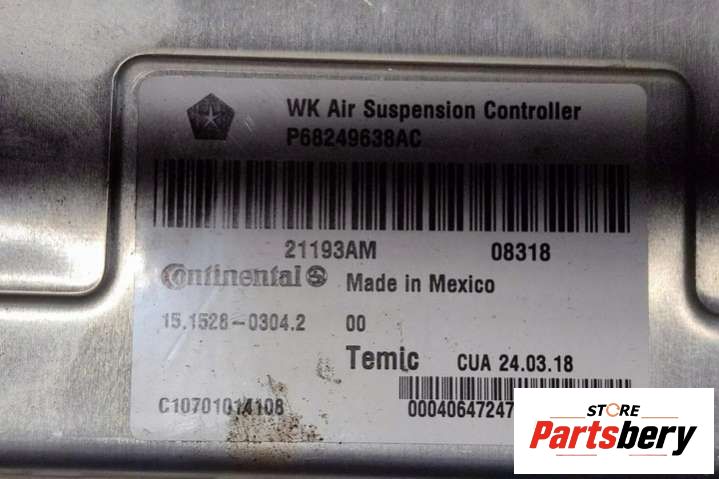 WK Air Suspension Controller
P68249638AC
21193AM 08318
Continental Made in Mexico
15.1528-0304.2 00
Temic CUA 24.03.18
C10701014108 00040647247
STORE
Partsbery